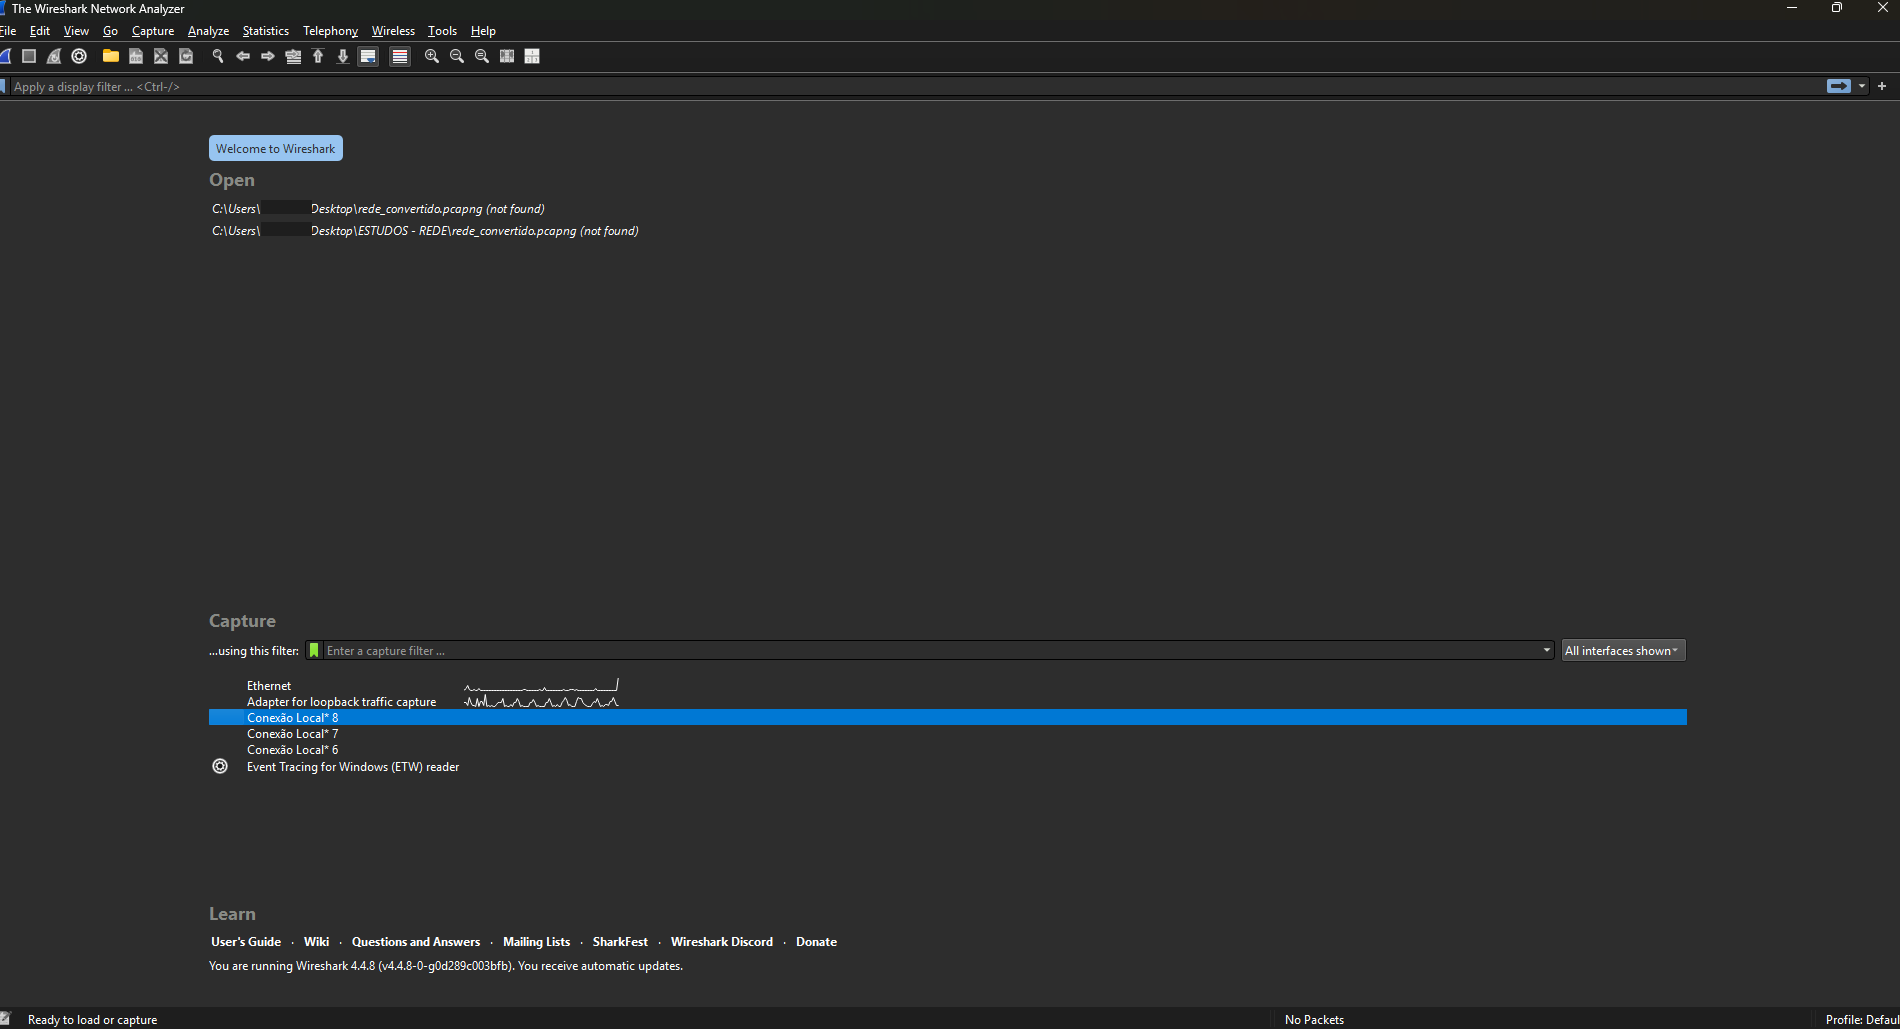 The Wireshark Network Analyzer
File Edit View Go Capture Analyze Statistics Telephony Wireless Tools Help
Apply a display filter ... <Ctrl-/>
Welcome to Wireshark
Open
C:\Users\ Desktop\rede_convertido.pcapng (not found)
C:\Users\ Desktop\ESTUDOS - REDE\rede_convertido.pcapng (not found)
Capture
...using this filter: Enter a capture filter ... All interfaces shown
Ethernet
Adapter for loopback traffic capture
Conexão Local* 8
Conexão Local* 7
Conexão Local* 6
Event Tracing for Windows (ETW) reader
Learn
User's Guide · Wiki · Questions and Answers · Mailing Lists · SharkFest · Wireshark Discord · Donate
You are running Wireshark 4.4.8 (v4.4.8-0-g0d289c003bfb). You receive automatic updates.
Ready to load or capture No Packets Profile: Defaul